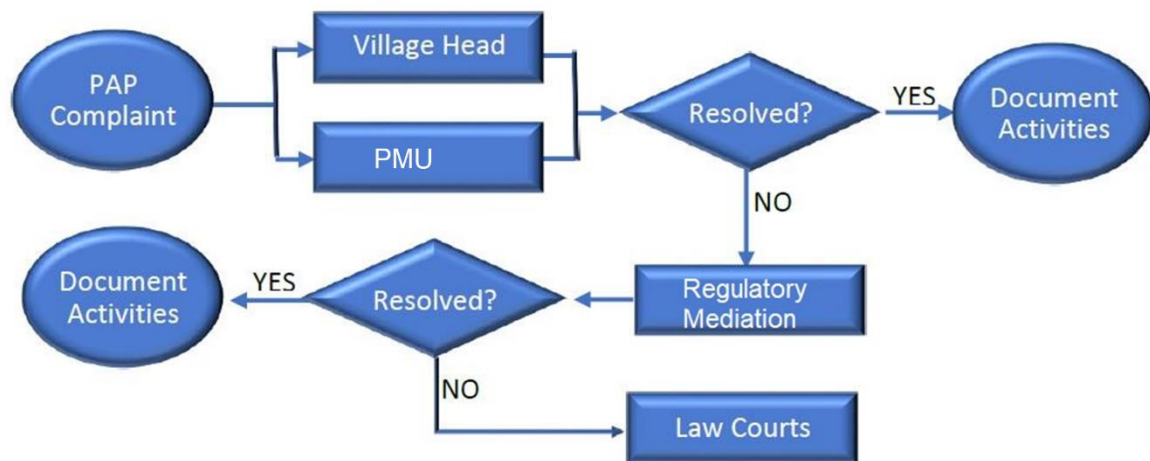 PAP
Complaint
Village Head
PMU
Resolved?
YES
Document
Activities
NO
Regulatory
Mediation
Resolved?
YES
Document
Activities
NO
Law Courts